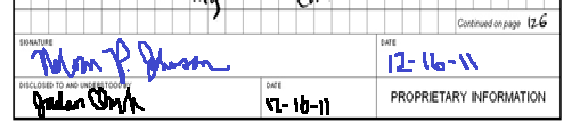 Continued on page 126
SIGNATURE
DATE
P. Johnson
12-16-11
DISCLOSED TO AND UNDERSTOOD BY
DATE
12-16-11
PROPRIETARY INFORMATION